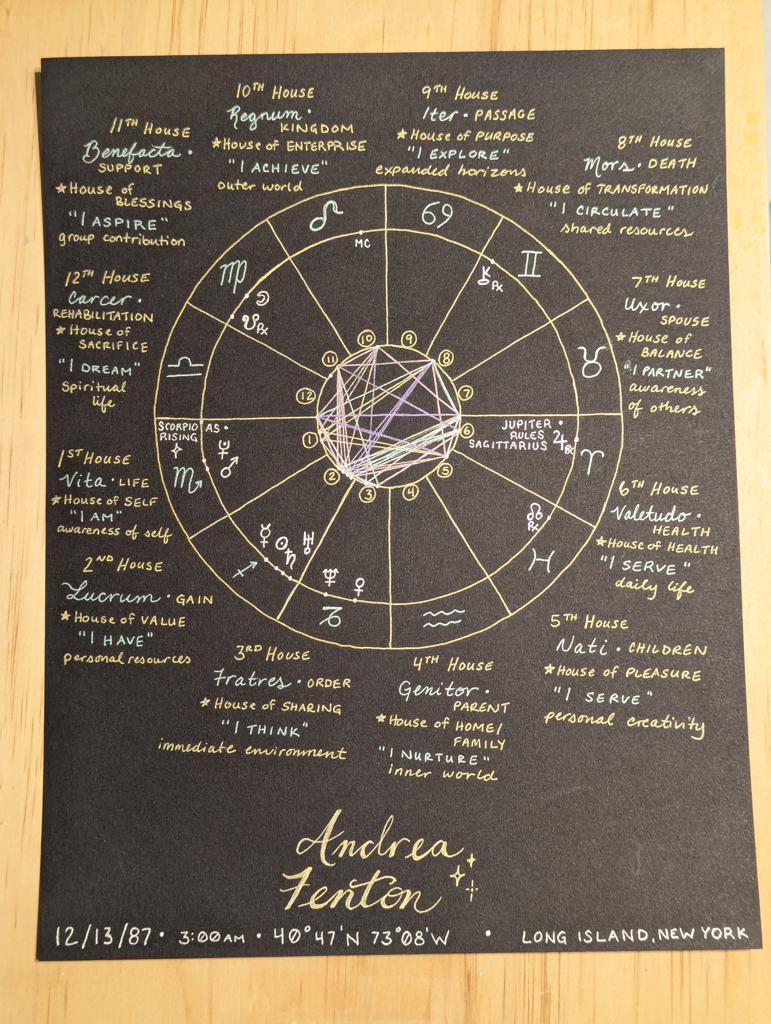 10TH HOUSE
Regnum •
KINGDOM
★ House of ENTERPRISE
"I ACHIEVE"
outer world
9TH HOUSE
Iter • PASSAGE
★ House of PURPOSE
"I EXPLORE"
expanded horizons
11TH HOUSE
Benefacta •
SUPPORT
★ House of
BLESSINGS
"I ASPIRE"
group contribution
8TH HOUSE
Mors • DEATH
★ House of TRANSFORMATION
"I CIRCULATE"
shared resources
12TH HOUSE
Carcer •
REHABILITATION
★ House of
SACRIFICE
"I DREAM"
Spiritual
life
7TH HOUSE
Uxor •
SPOUSE
★ House of
BALANCE
"I PARTNER"
awareness
of others
♌
♋
♍
♊
♎
♉
♏
♈
♐
♓
♑
♒
MC
⚷
℞
☽
☋℞
10
9
11
8
12
7
1
6
2
5
3
4
SCORPIO
RISING
AS •
♀
♂
JUPITER •
RULES
SAGITTARIUS
♃
℞
☊
℞
☿ ☉ ♄ ♅
♆ ♀
1ST HOUSE
Vita • LIFE
★ House of SELF
"I AM"
awareness of self
6TH HOUSE
Valetudo •
HEALTH
★ House of HEALTH
"I SERVE"
daily life
2ND HOUSE
Lucrum • GAIN
★ House of VALUE
"I HAVE"
personal resources
5TH HOUSE
Nati • CHILDREN
★ House of PLEASURE
"I SERVE"
personal creativity
3RD HOUSE
Fratres • ORDER
★ House of SHARING
"I THINK"
immediate environment
4TH HOUSE
Genitor •
PARENT
★ House of HOME/
FAMILY
"I NURTURE"
inner world
Andrea
Fenton
12/13/87 • 3:00AM • 40°47'N 73°08'W • LONG ISLAND, NEW YORK